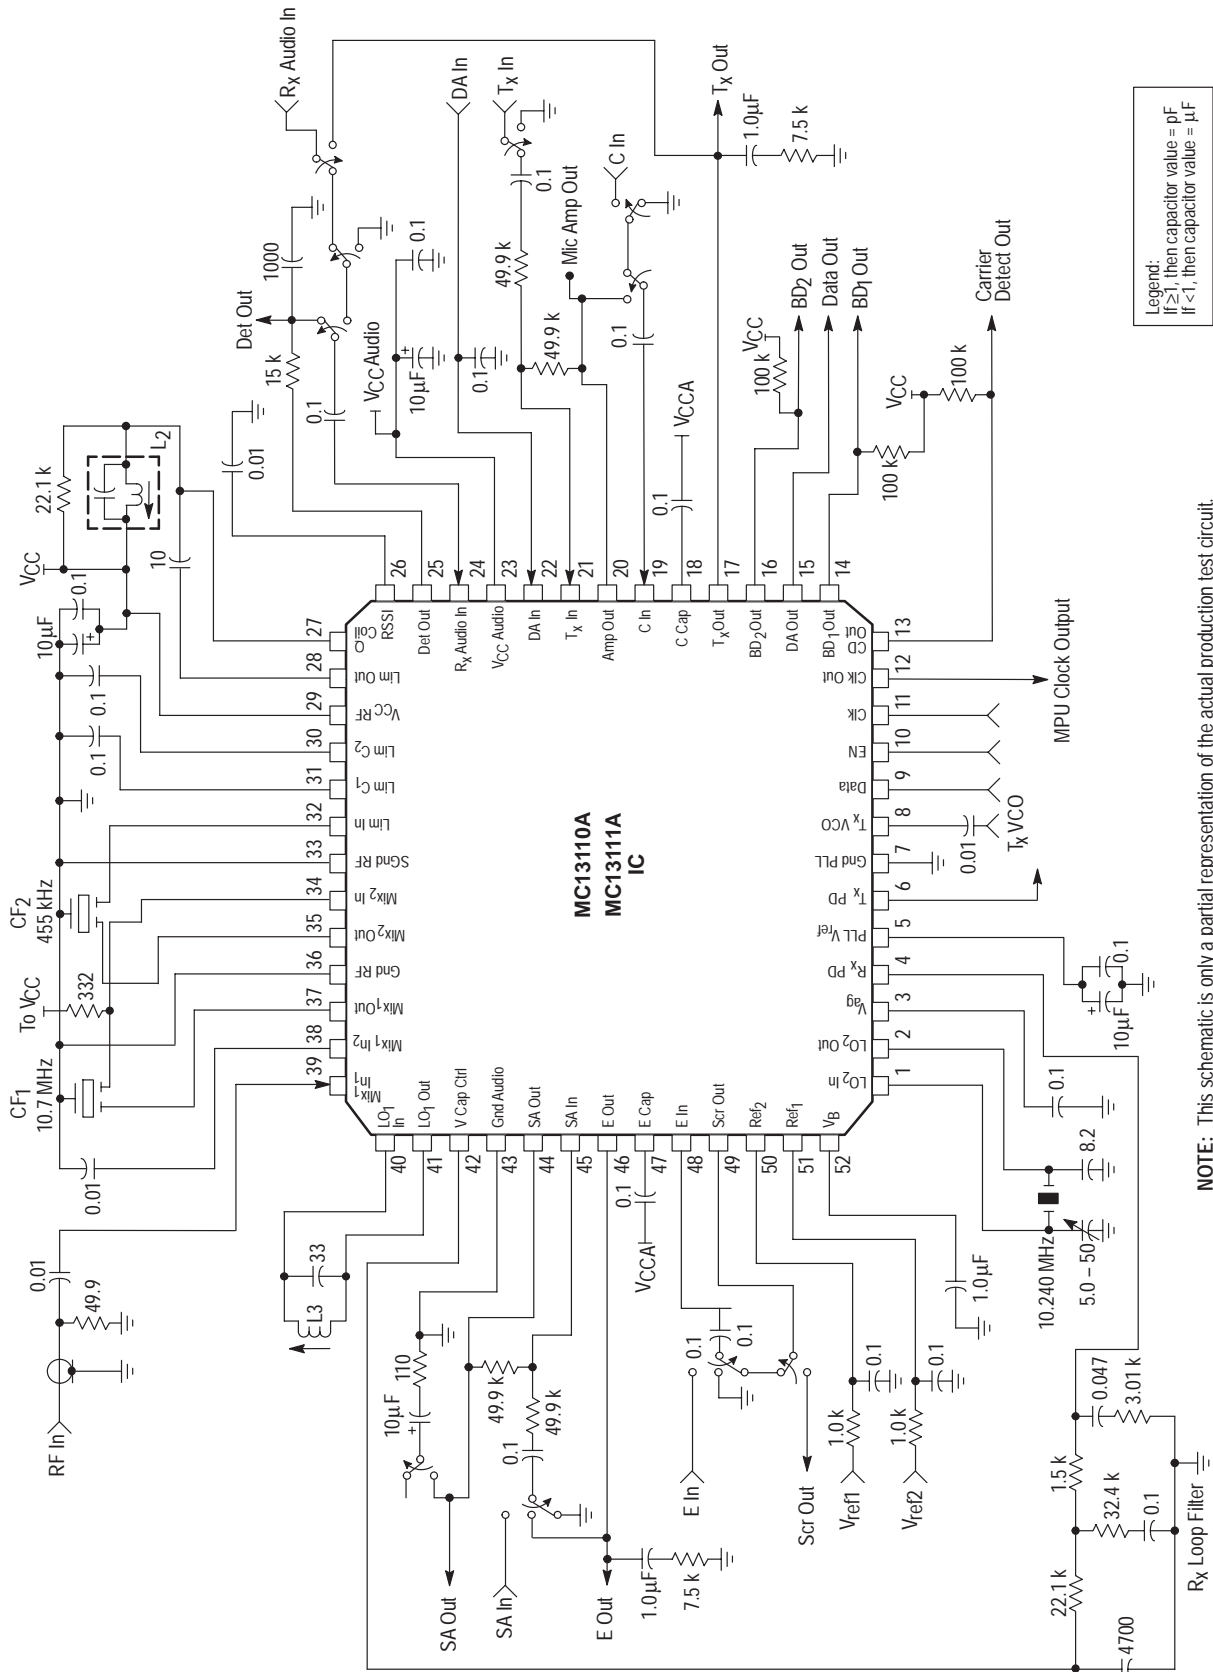 RF In
0.01
49.9
0.01
CF1
10.7 MHz
To VCC
332
CF2
455 kHz
0.1
0.1
10µF
0.1
VCC
22.1 k
L2
10
0.01
15 k
Det Out
1000
Rx Audio In
0.1
VCC Audio
10µF
0.1
DA In
0.1
Tx In
0.1
49.9 k
49.9 k
Mic Amp Out
C In
0.1
0.1
VCCA
Tx Out
1.0µF
7.5 k
VCC
100 k
BD2 Out
Data Out
BD1 Out
100 k
VCC
100 k
Carrier
Detect Out
39
38
37
36
35
34
33
32
31
30
29
28
27
Mix1
In1
Mix1 In2
Mix1Out
Gnd RF
Mix2Out
Mix2 In
SGnd RF
Lim In
Lim C1
Lim C2
VCC RF
Lim Out
Q
Coil
RSSI
26
Det Out
25
Rx Audio In
24
VCC Audio
23
DA In
22
Tx In
21
Amp Out
20
C In
19
C Cap
18
Tx Out
17
BD2 Out
16
DA Out
15
BD1 Out
14
LO1
In
40
LO1 Out
41
V Cap Ctrl
42
Gnd Audio
43
SA Out
44
SA In
45
E Out
46
E Cap
47
E In
48
Scr Out
49
Ref2
50
Ref1
51
VB
52
MC13110A
MC13111A
IC
LO2 In
LO2 Out
Vag
Rx PD
PLL Vref
Tx PD
Gnd PLL
Tx VCO
Data
EN
Clk
Clk Out
CD
Out
1
2
3
4
5
6
7
8
9
10
11
12
13
L3
33
110
10µF
49.9 k
49.9 k
0.1
SA Out
SA In
E Out
1.0µF
7.5 k
0.1
VCCA
E In
0.1
0.1
Scr Out
Vref1
1.0 k
0.1
Vref2
1.0 k
0.1
1.0µF
10.240 MHz
5.0 – 50
8.2
0.1
10µF
0.1
0.01
Tx VCO
MPU Clock Output
22.1 k
1.5 k
32.4 k
0.1
0.047
3.01 k
4700
Rx Loop Filter
Legend:
If ≥1, then capacitor value = pF
If <1, then capacitor value = µF
NOTE: This schematic is only a partial representation of the actual production test circuit.